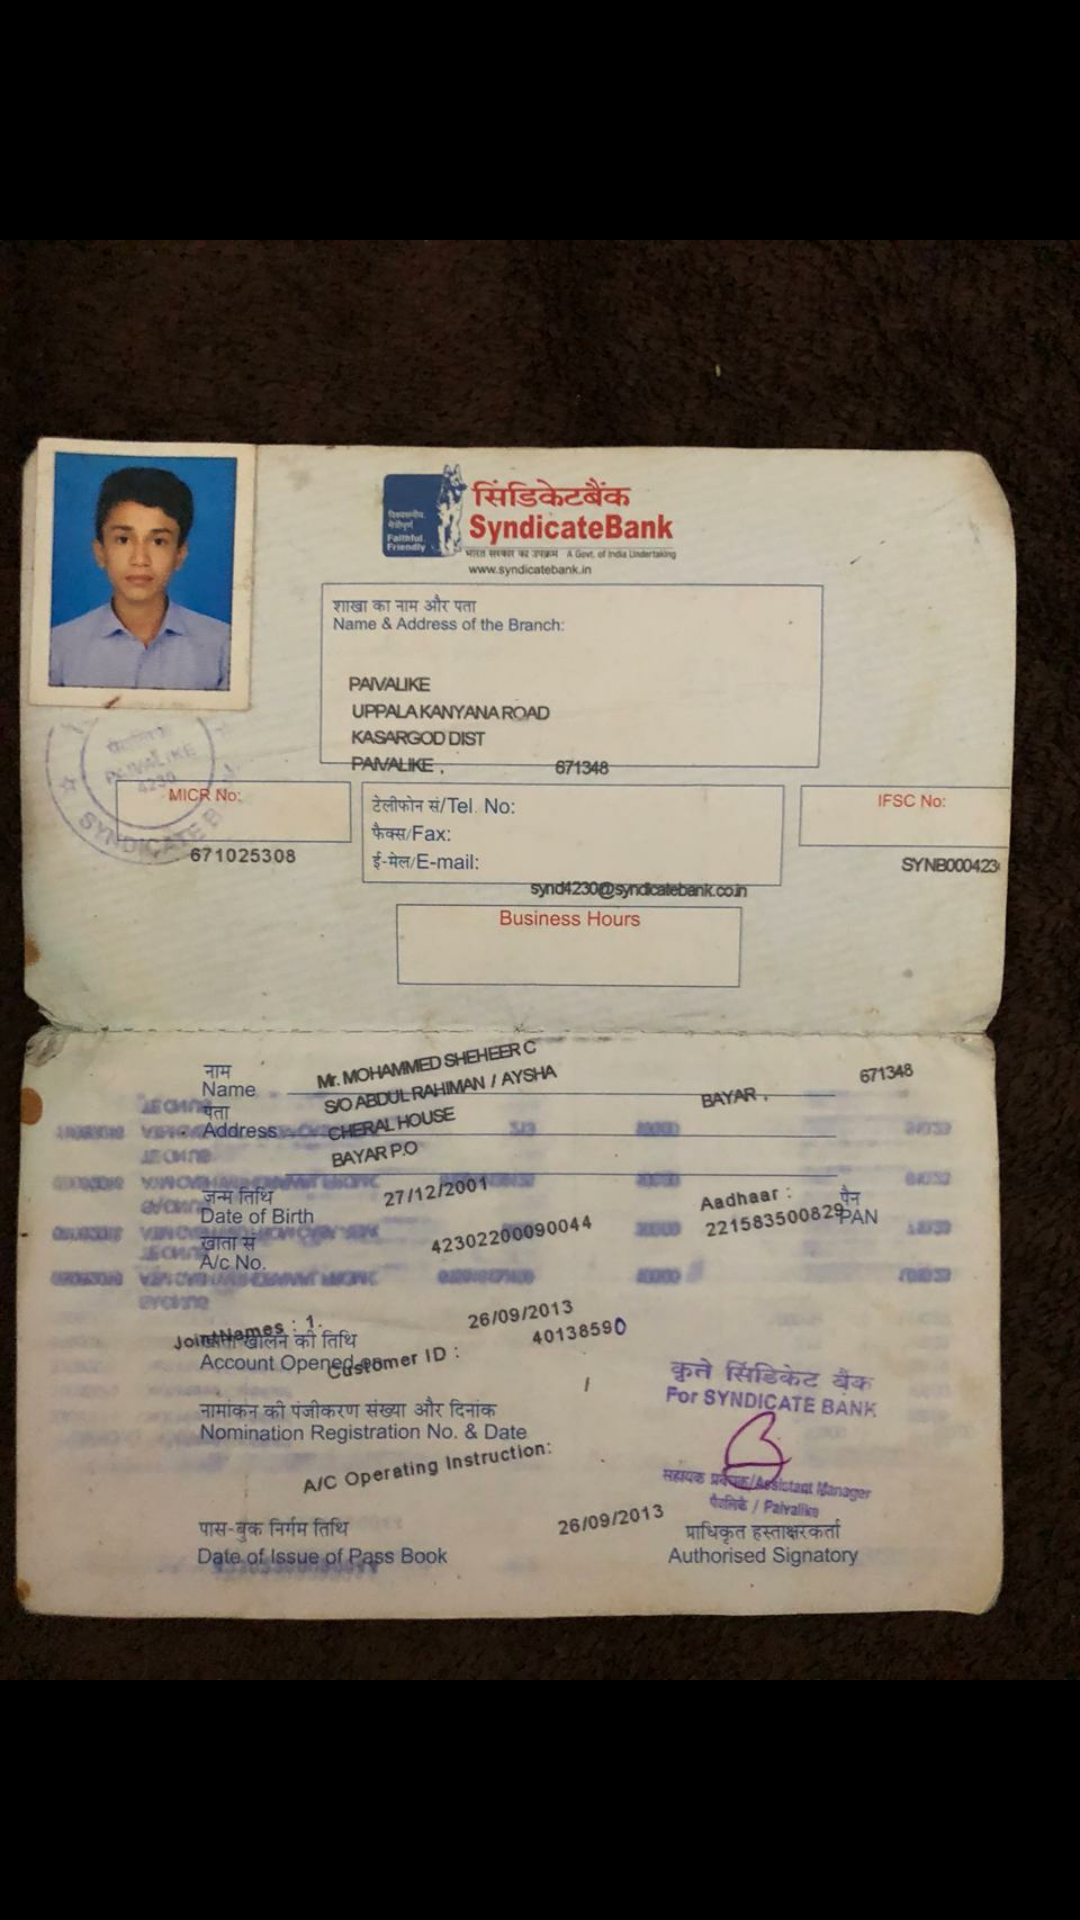 सिंडिकेटबैंक
SyndicateBank
विश्वसनीय, मैत्रीपूर्ण
Faithful. Friendly
भारत सरकार का उपक्रम A Govt. of India Undertaking
www.syndicatebank.in
शाखा का नाम और पता
Name & Address of the Branch:
PAIVALIKE
UPPALA KANYANA ROAD
KASARGOD DIST
PAIVALIKE , 671348
PAIVALIKE
4230
SYNDICATE B
MICR No:
671025308
टेलीफोन सं/Tel. No:
फैक्स/Fax:
ई-मेल/E-mail:
synd4230@syndicatebank.co.in
IFSC No:
SYNB000423
Business Hours
नाम
Name Mr. MOHAMMED SHEHEER C
S/O ABDUL RAHIMAN / AYSHA BAYAR , 671348
पता
Address CHERAL HOUSE
BAYAR P.O
जन्म तिथि
Date of Birth 27/12/2001
Aadhaar :
221583500829
पैन
PAN
खाता सं
A/c No. 42302200090044
Joint Names : 1.
खाता खोलने की तिथि
Account Opened on 26/09/2013
Customer ID : 40138590
नामांकन की पंजीकरण संख्या और दिनांक
Nomination Registration No. & Date
/
A/C Operating Instruction:
कृते सिंडिकेट बैंक
For SYNDICATE BANK
सहायक प्रबंधक/Assistant Manager
पैवलिके / Paivalike
पास-बुक निर्गम तिथि
Date of Issue of Pass Book 26/09/2013
प्राधिकृत हस्ताक्षरकर्ता
Authorised Signatory